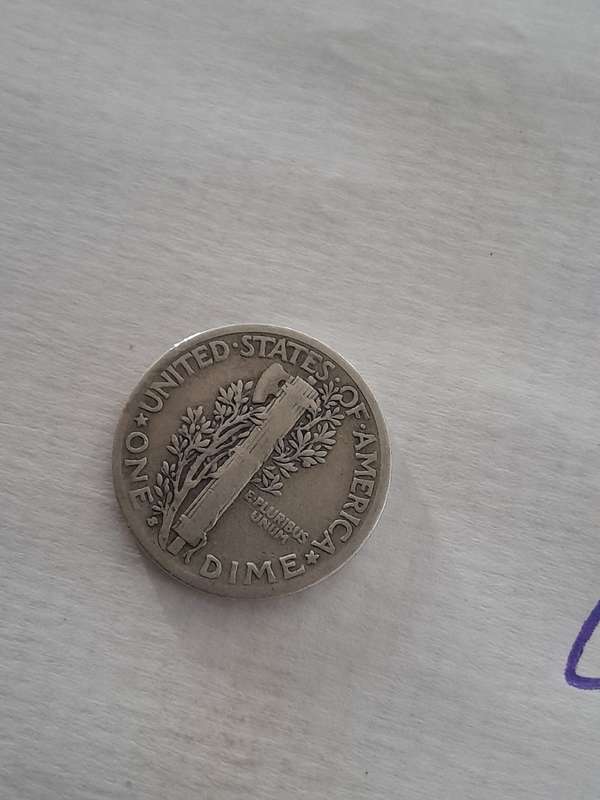 UNITED·STATES·OF·AMERICA
E·PLURIBUS
UNUM
ONE
S
DIME